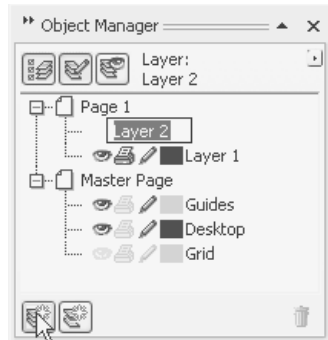 Object Manager
Layer:
Layer 2
Page 1
Layer 2
Layer 1
Master Page
Guides
Desktop
Grid